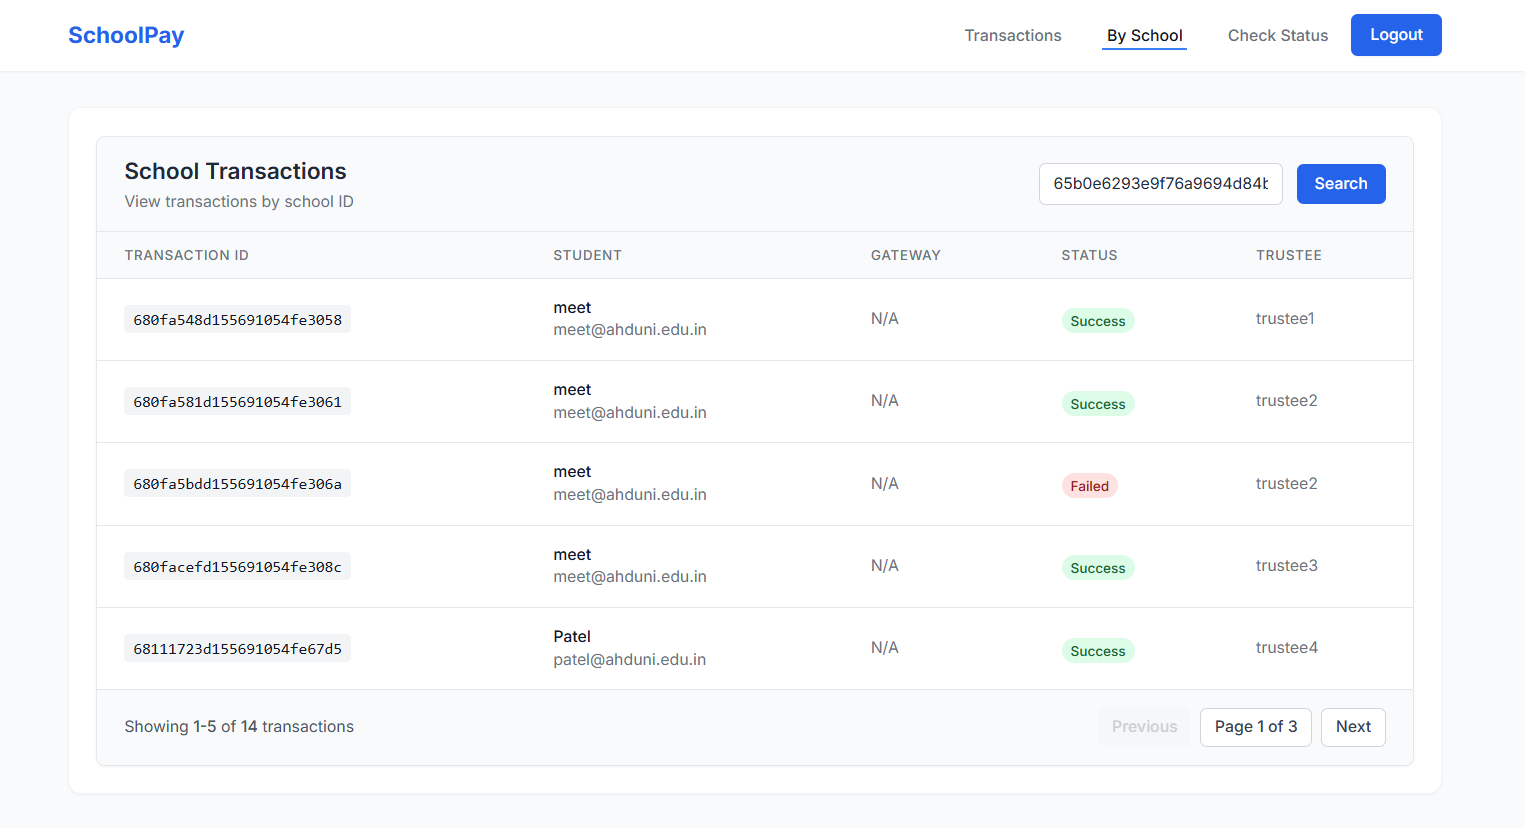 SchoolPay
Transactions
By School
Check Status
Logout
School Transactions
View transactions by school ID
65b0e6293e9f76a9694d84b
Search
TRANSACTION ID STUDENT GATEWAY STATUS TRUSTEE
680fa548d155691054fe3058 meet N/A Success trustee1
meet@ahduni.edu.in
680fa581d155691054fe3061 meet N/A Success trustee2
meet@ahduni.edu.in
680fa5bdd155691054fe306a meet N/A Failed trustee2
meet@ahduni.edu.in
680facefd155691054fe308c meet N/A Success trustee3
meet@ahduni.edu.in
68111723d155691054fe67d5 Patel N/A Success trustee4
patel@ahduni.edu.in
Showing 1-5 of 14 transactions
Previous
Page 1 of 3
Next